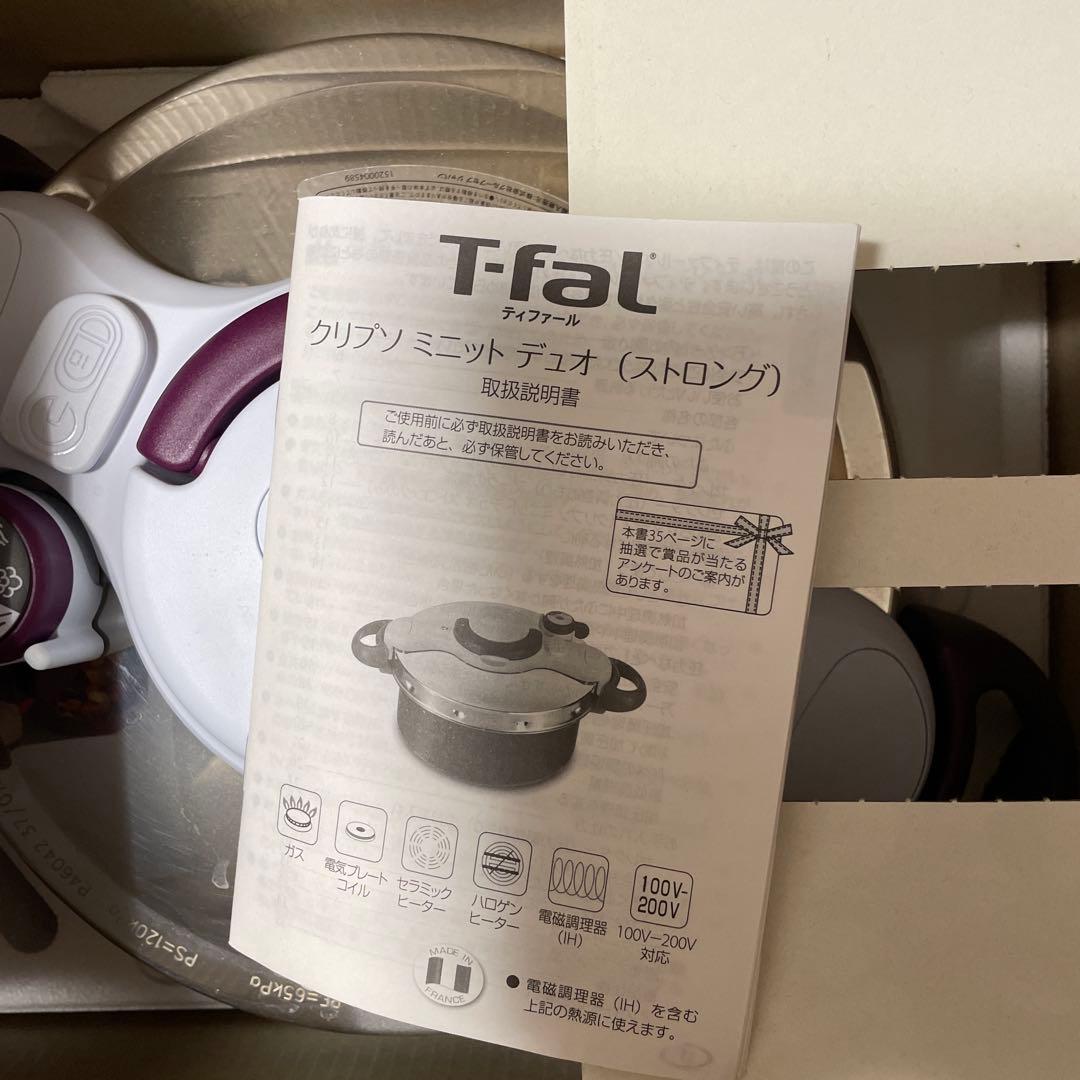 1520004589
T-fal
ティファール
クリプソ ミニット デュオ（ストロング）
取扱説明書
ご使用前に必ず取扱説明書をお読みいただき、
読んだあと、必ず保管してください。
本書35ページに
抽選で賞品が当たる
アンケートのご案内が
あります。
ガス
電気プレート
コイル
セラミック
ヒーター
ハロゲン
ヒーター
電磁調理器
（IH）
100V-
200V
100V－200V
対応
MADE IN
FRANCE
● 電磁調理器（IH）を含む
上記の熱源に使えます。
PS=120k
PF=65kPa